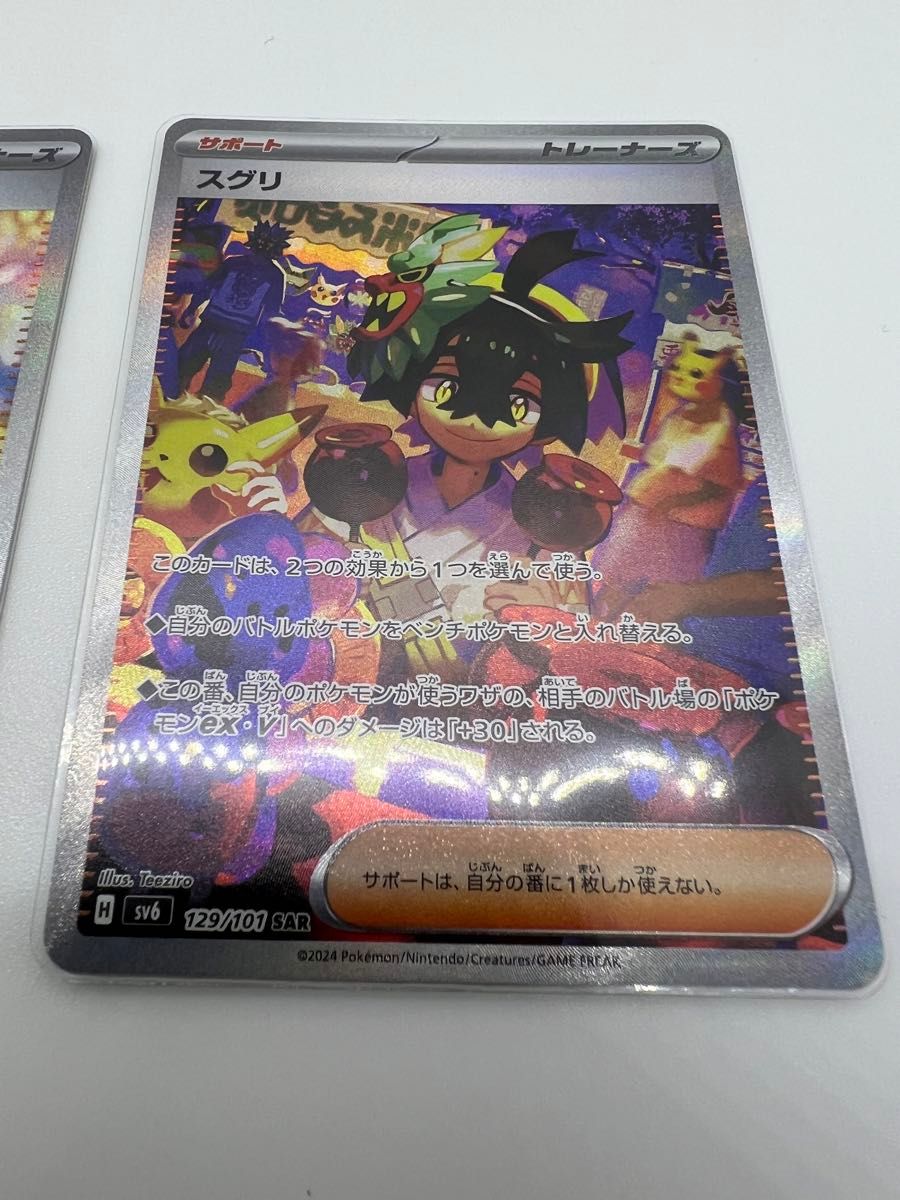 ナーズ
サポート
トレーナーズ
スグリ
このカードは、2つの効果から1つを選んで使う。
◆自分のバトルポケモンをベンチポケモンと入れ替える。
◆この番、自分のポケモンが使うワザの、相手のバトル場の「ポケ
モンex・V」へのダメージは「+30」される。
サポートは、自分の番に1枚しか使えない。
Illus. Teeziro
H sv6 129/101 SAR
©2024 Pokémon/Nintendo/Creatures/GAME FREAK